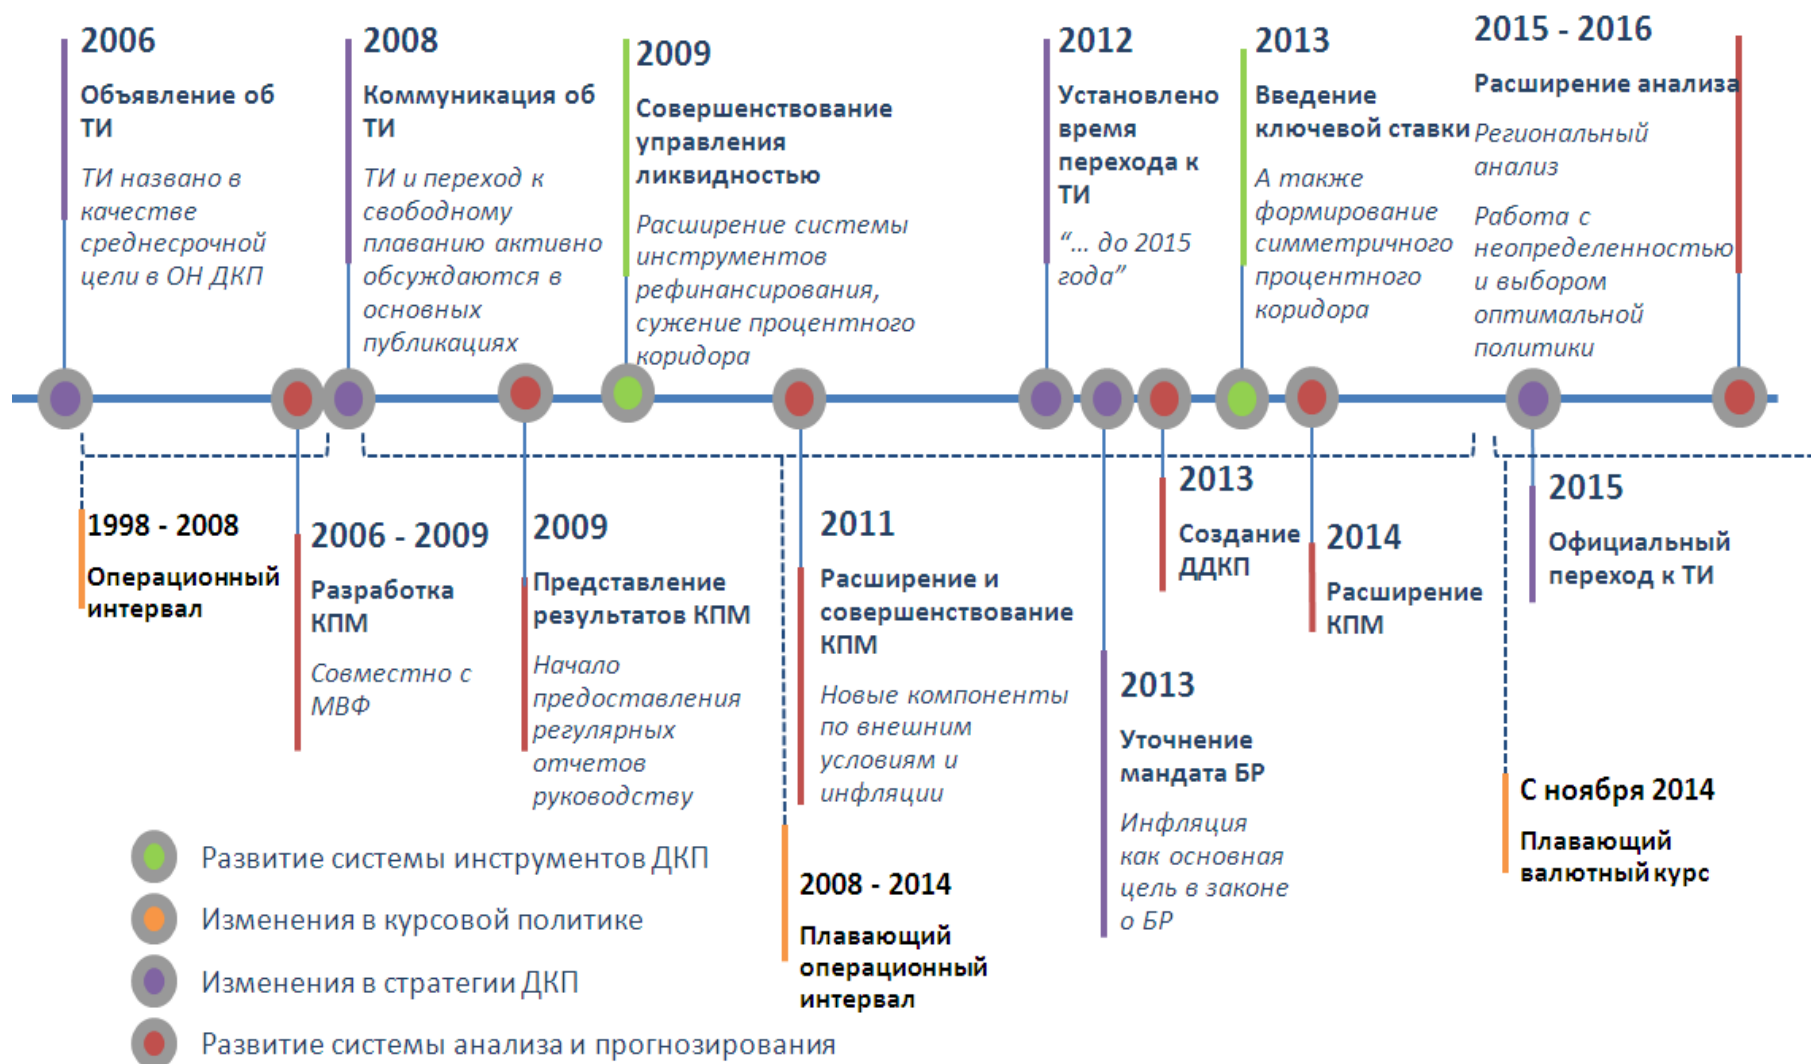 2006
Объявление об
ТИ
ТИ названо в
качестве
среднесрочной
цели в ОН ДКП
2008
Коммуникация об
ТИ
ТИ и переход к
свободному
плаванию активно
обсуждаются в
основных
публикациях
2009
Совершенствование
управления
ликвидностью
Расширение системы
инструментов
рефинансирования,
сужение процентного
коридора
2012
Установлено
время
перехода к
ТИ
“... до 2015
года”
2013
Введение
ключевой ставки
А также
формирование
симметричного
процентного
коридора
2015 - 2016
Расширение анализа
Региональный
анализ
Работа с
неопределенностью
и выбором
оптимальной
политики
1998 - 2008
Операционный
интервал
2006 - 2009
Разработка
КПМ
Совместно с
МВФ
2009
Представление
результатов КПМ
Начало
предоставления
регулярных
отчетов
руководству
2011
Расширение и
совершенствование
КПМ
Новые компоненты
по внешним
условиям и
инфляции
2013
Создание
ДДКП
2014
Расширение
КПМ
2015
Официальный
переход к ТИ
2013
Уточнение
мандата БР
Инфляция
как основная
цель в законе
о БР
С ноября 2014
Плавающий
валютный курс
2008 - 2014
Плавающий
операционный
интервал
Развитие системы инструментов ДКП
Изменения в курсовой политике
Изменения в стратегии ДКП
Развитие системы анализа и прогнозирования